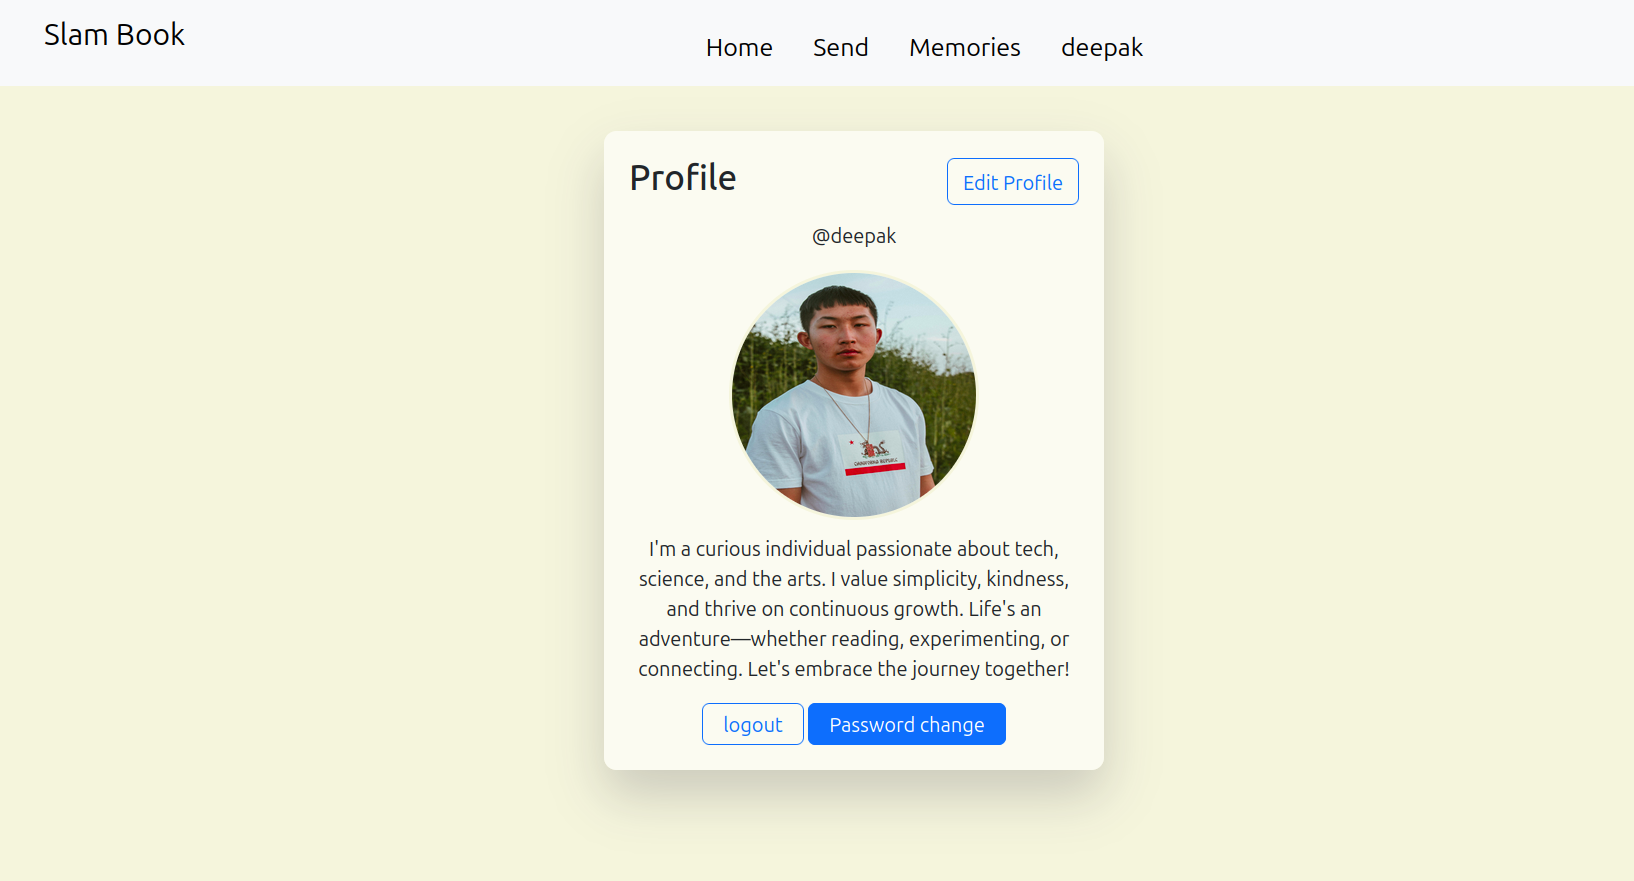 Slam Book
Home Send Memories deepak
Profile
Edit Profile
@deepak
CALIFORNIA REPUBLIC
I'm a curious individual passionate about tech,
science, and the arts. I value simplicity, kindness,
and thrive on continuous growth. Life's an
adventure—whether reading, experimenting, or
connecting. Let's embrace the journey together!
logout Password change